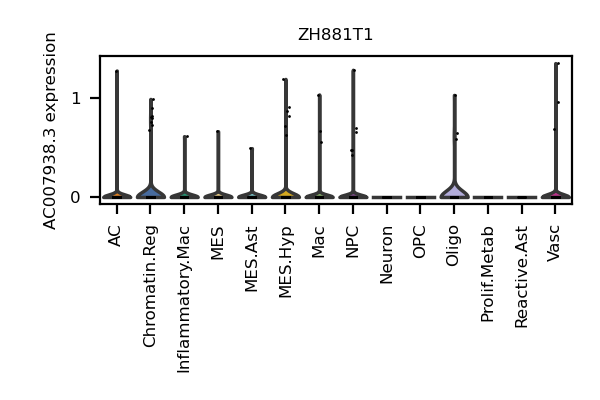 ZH881T1
AC007938.3 expression
1
0
AC
Chromatin.Reg
Inflammatory.Mac
MES
MES.Ast
MES.Hyp
Mac
NPC
Neuron
OPC
Oligo
Prolif.Metab
Reactive.Ast
Vasc